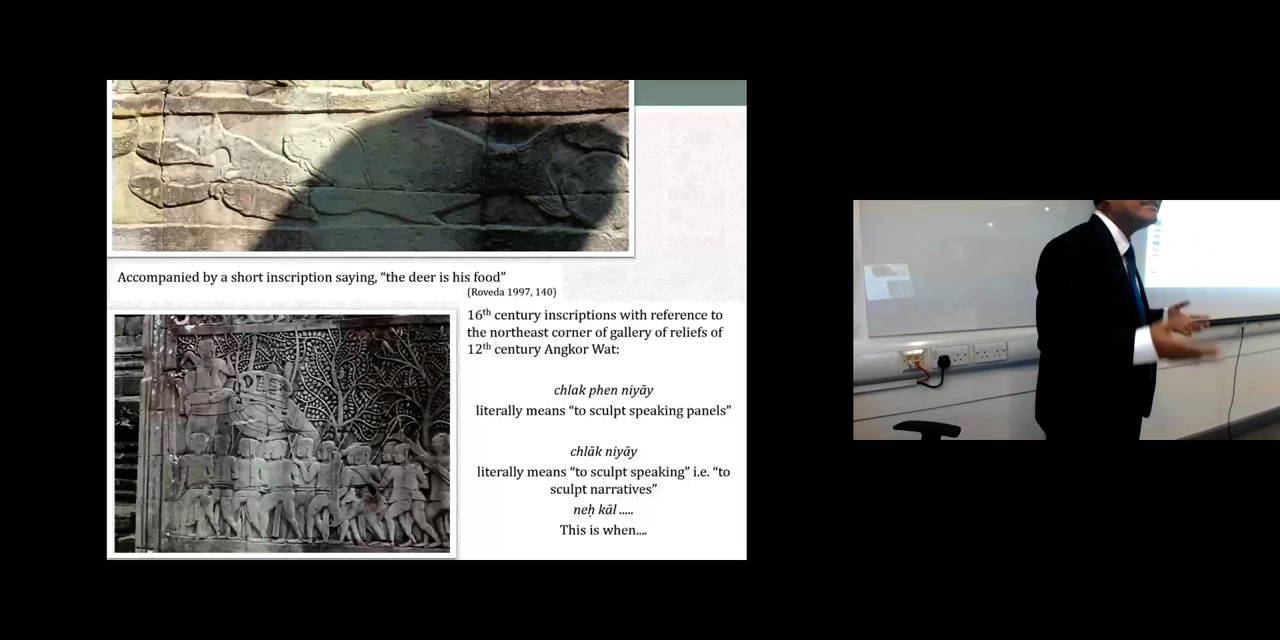 Accompanied by a short inscription saying, “the deer is his food”
(Roveda 1997, 140)
16th century inscriptions with reference to
the northeast corner of gallery of reliefs of
12th century Angkor Wat:
chlak phen niyāy
literally means “to sculpt speaking panels”
chlāk niyāy
literally means “to sculpt speaking” i.e. “to
sculpt narratives”
neḥ kāl .....
This is when....